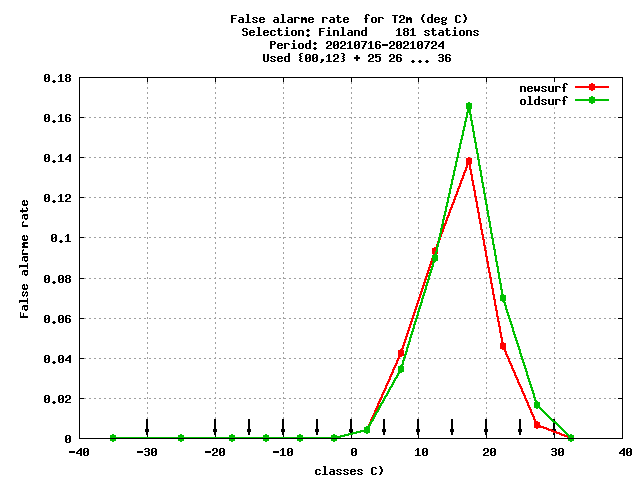 False alarme rate  for T2m (deg C)
Selection: Finland    181 stations
Period: 20210716-20210724
Used {00,12} + 25 26 ... 36
newsurf
oldsurf
0.18
0.16
0.14
0.12
0.1
0.08
0.06
0.04
0.02
0
False alarme rate
-40 -30 -20 -10 0 10 20 30 40
classes C)